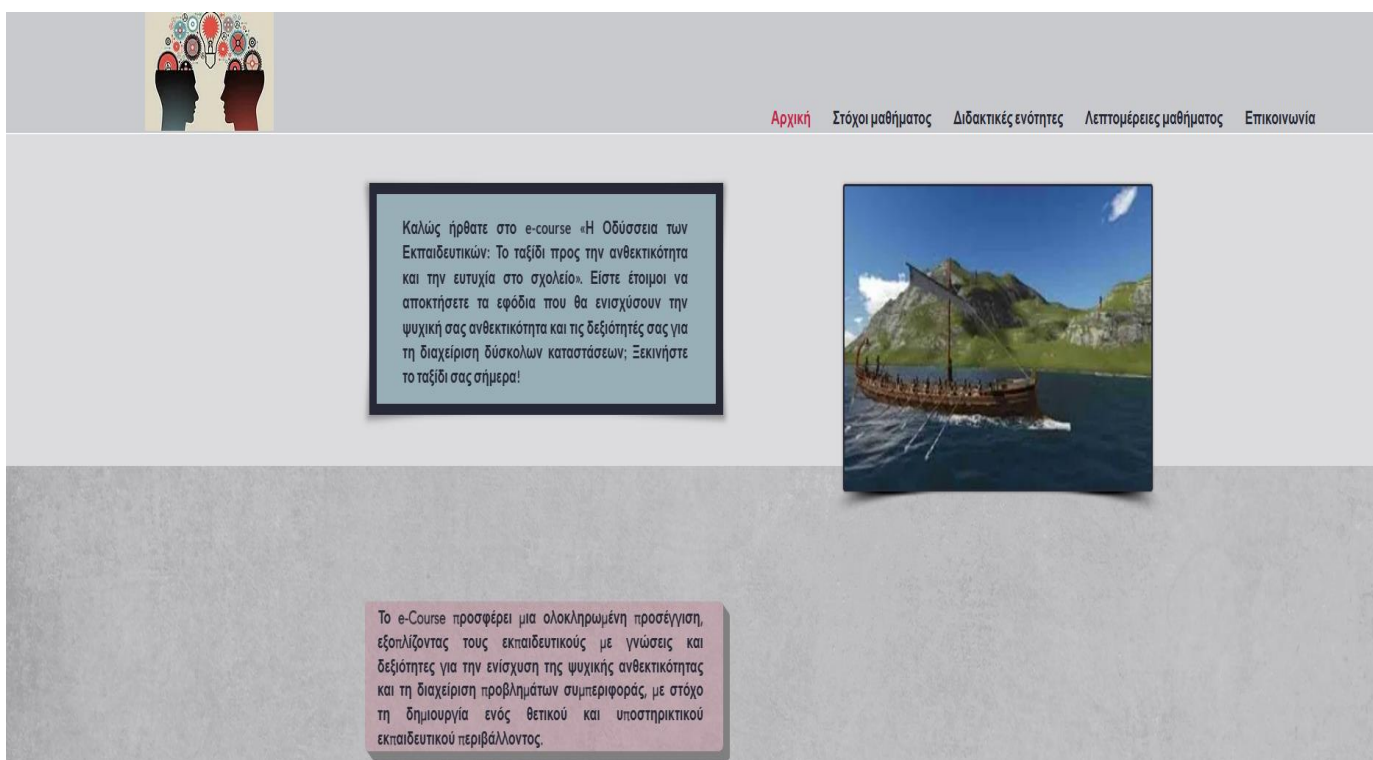 Αρχική Στόχοι μαθήματος Διδακτικές ενότητες Λεπτομέρειες μαθήματος Επικοινωνία
Καλώς ήρθατε στο e-course «Η Οδύσσεια των
Εκπαιδευτικών: Το ταξίδι προς την ανθεκτικότητα
και την ευτυχία στο σχολείο». Είστε έτοιμοι να
αποκτήσετε τα εφόδια που θα ενισχύσουν την
ψυχική σας ανθεκτικότητα και τις δεξιότητές σας για
τη διαχείριση δύσκολων καταστάσεων; Ξεκινήστε
το ταξίδι σας σήμερα!
Το e-Course προσφέρει μια ολοκληρωμένη προσέγγιση,
εξοπλίζοντας τους εκπαιδευτικούς με γνώσεις και
δεξιότητες για την ενίσχυση της ψυχικής ανθεκτικότητας
και τη διαχείριση προβλημάτων συμπεριφοράς, με στόχο
τη δημιουργία ενός θετικού και υποστηρικτικού
εκπαιδευτικού περιβάλλοντος.